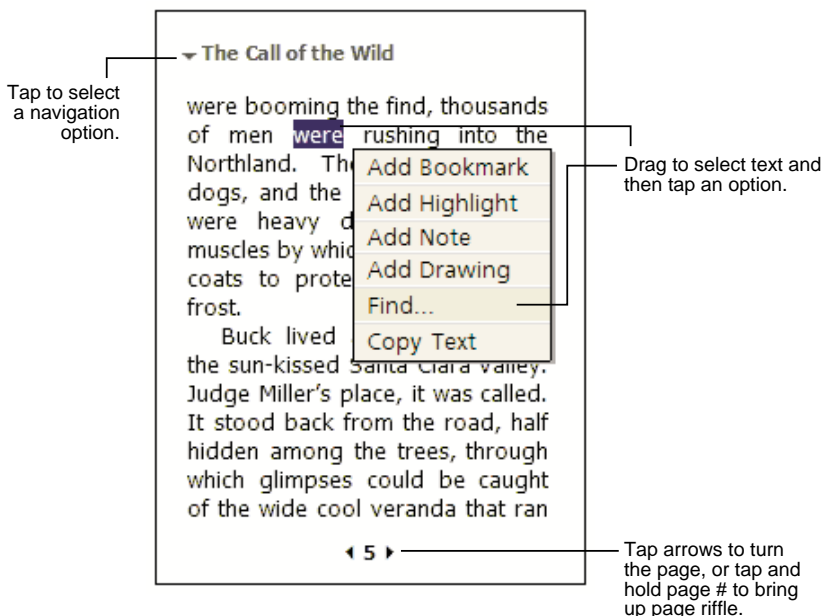 The Call of the Wild
Tap to select
a navigation
option.
were booming the find, thousands
of men were rushing into the
Northland. The
dogs, and the
were heavy d
muscles by whic
coats to prote
frost.
Buck lived
the sun-kissed Santa Clara valley.
Judge Miller's place, it was called.
It stood back from the road, half
hidden among the trees, through
which glimpses could be caught
of the wide cool veranda that ran
Add Bookmark
Add Highlight
Add Note
Add Drawing
Find...
Copy Text
Drag to select text and
then tap an option.
5
Tap arrows to turn
the page, or tap and
hold page # to bring
up page riffle.